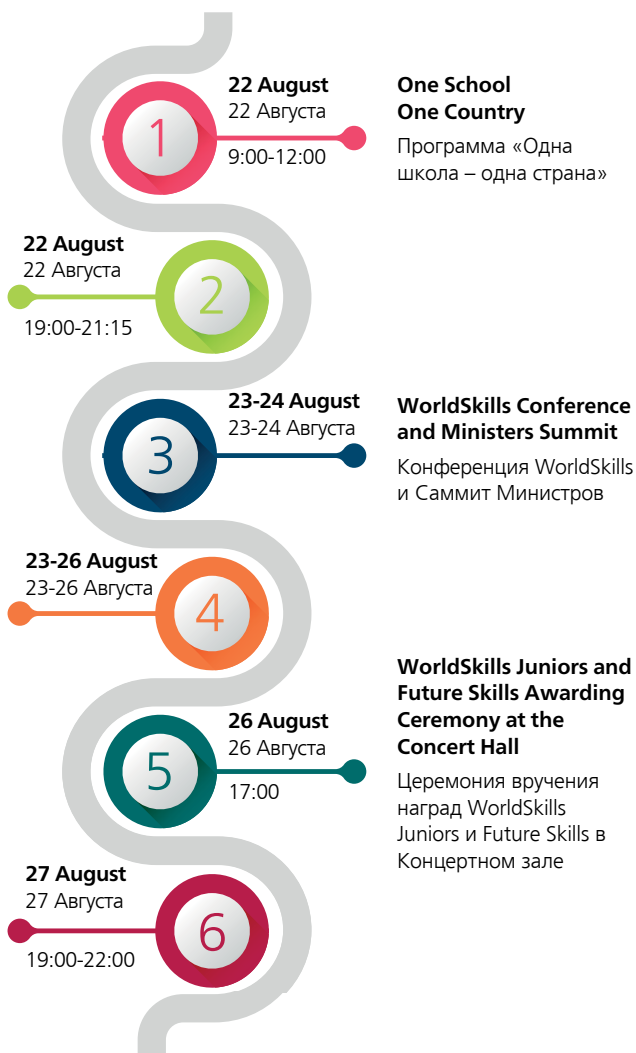 1
22 August
22 Августа
9:00-12:00
One School
One Country
Программа «Одна
школа – одна страна»
22 August
22 Августа
19:00-21:15
2
3
23-24 August
23-24 Августа
WorldSkills Conference
and Ministers Summit
Конференция WorldSkills
и Саммит Министров
23-26 August
23-26 Августа
4
5
26 August
26 Августа
17:00
WorldSkills Juniors and
Future Skills Awarding
Ceremony at the
Concert Hall
Церемония вручения
наград WorldSkills
Juniors и Future Skills в
Концертном зале
27 August
27 Августа
19:00-22:00
6